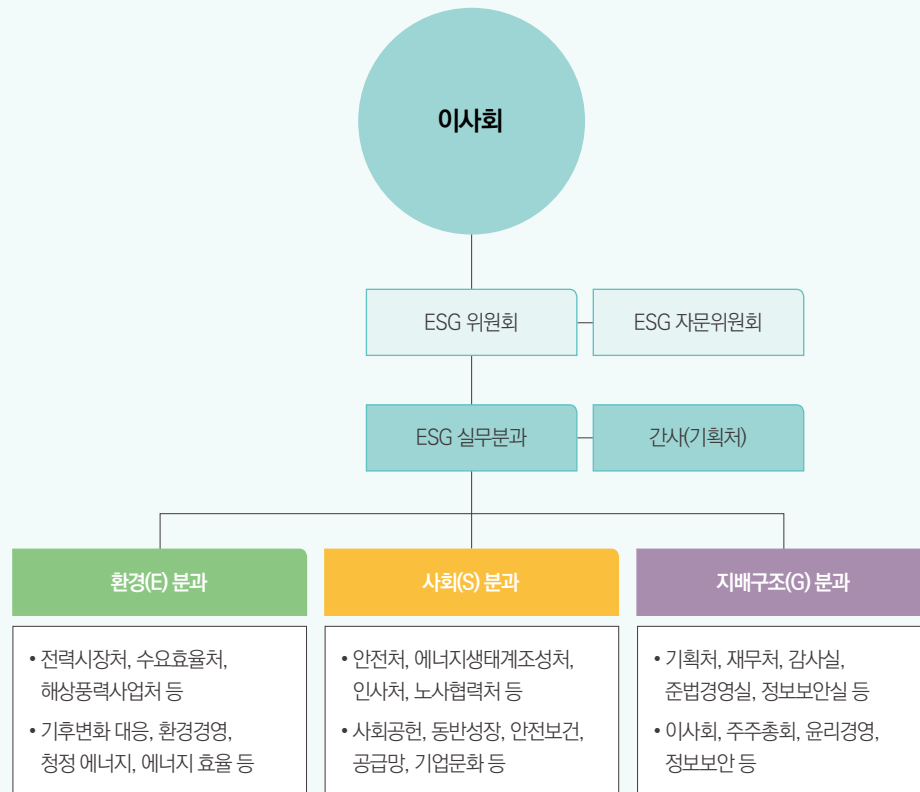 이사회
ESG 위원회
ESG 자문위원회
ESG 실무분과
간사(기획처)
환경(E) 분과
• 전력시장처, 수요효율처,
해상풍력사업처 등
• 기후변화 대응, 환경경영,
청정 에너지, 에너지 효율 등
사회(S) 분과
• 안전처, 에너지생태계조성처,
인사처, 노사협력처 등
• 사회공헌, 동반성장, 안전보건,
공급망, 기업문화 등
지배구조(G) 분과
• 기획처, 재무처, 감사실,
준법경영실, 정보보안실 등
• 이사회, 주주총회, 윤리경영,
정보보안 등